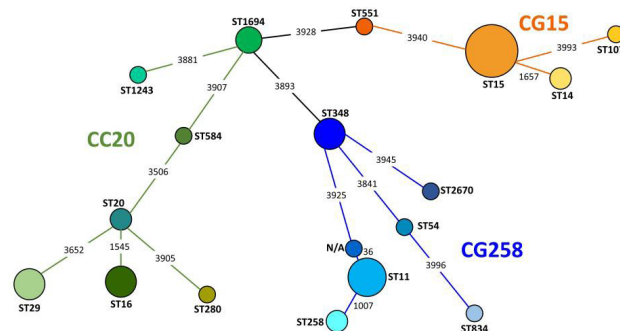 ST1694
ST551
CG15
3928
3940
3993
ST107
3881
ST1243
3907
3893
1657
ST15
ST14
ST348
CC20
ST584
3945
3506
3925
3841
ST2670
ST20
ST54
N/A
CG258
3652
1545
3905
36
3996
ST11
ST29
ST16
ST280
1007
ST258
ST834